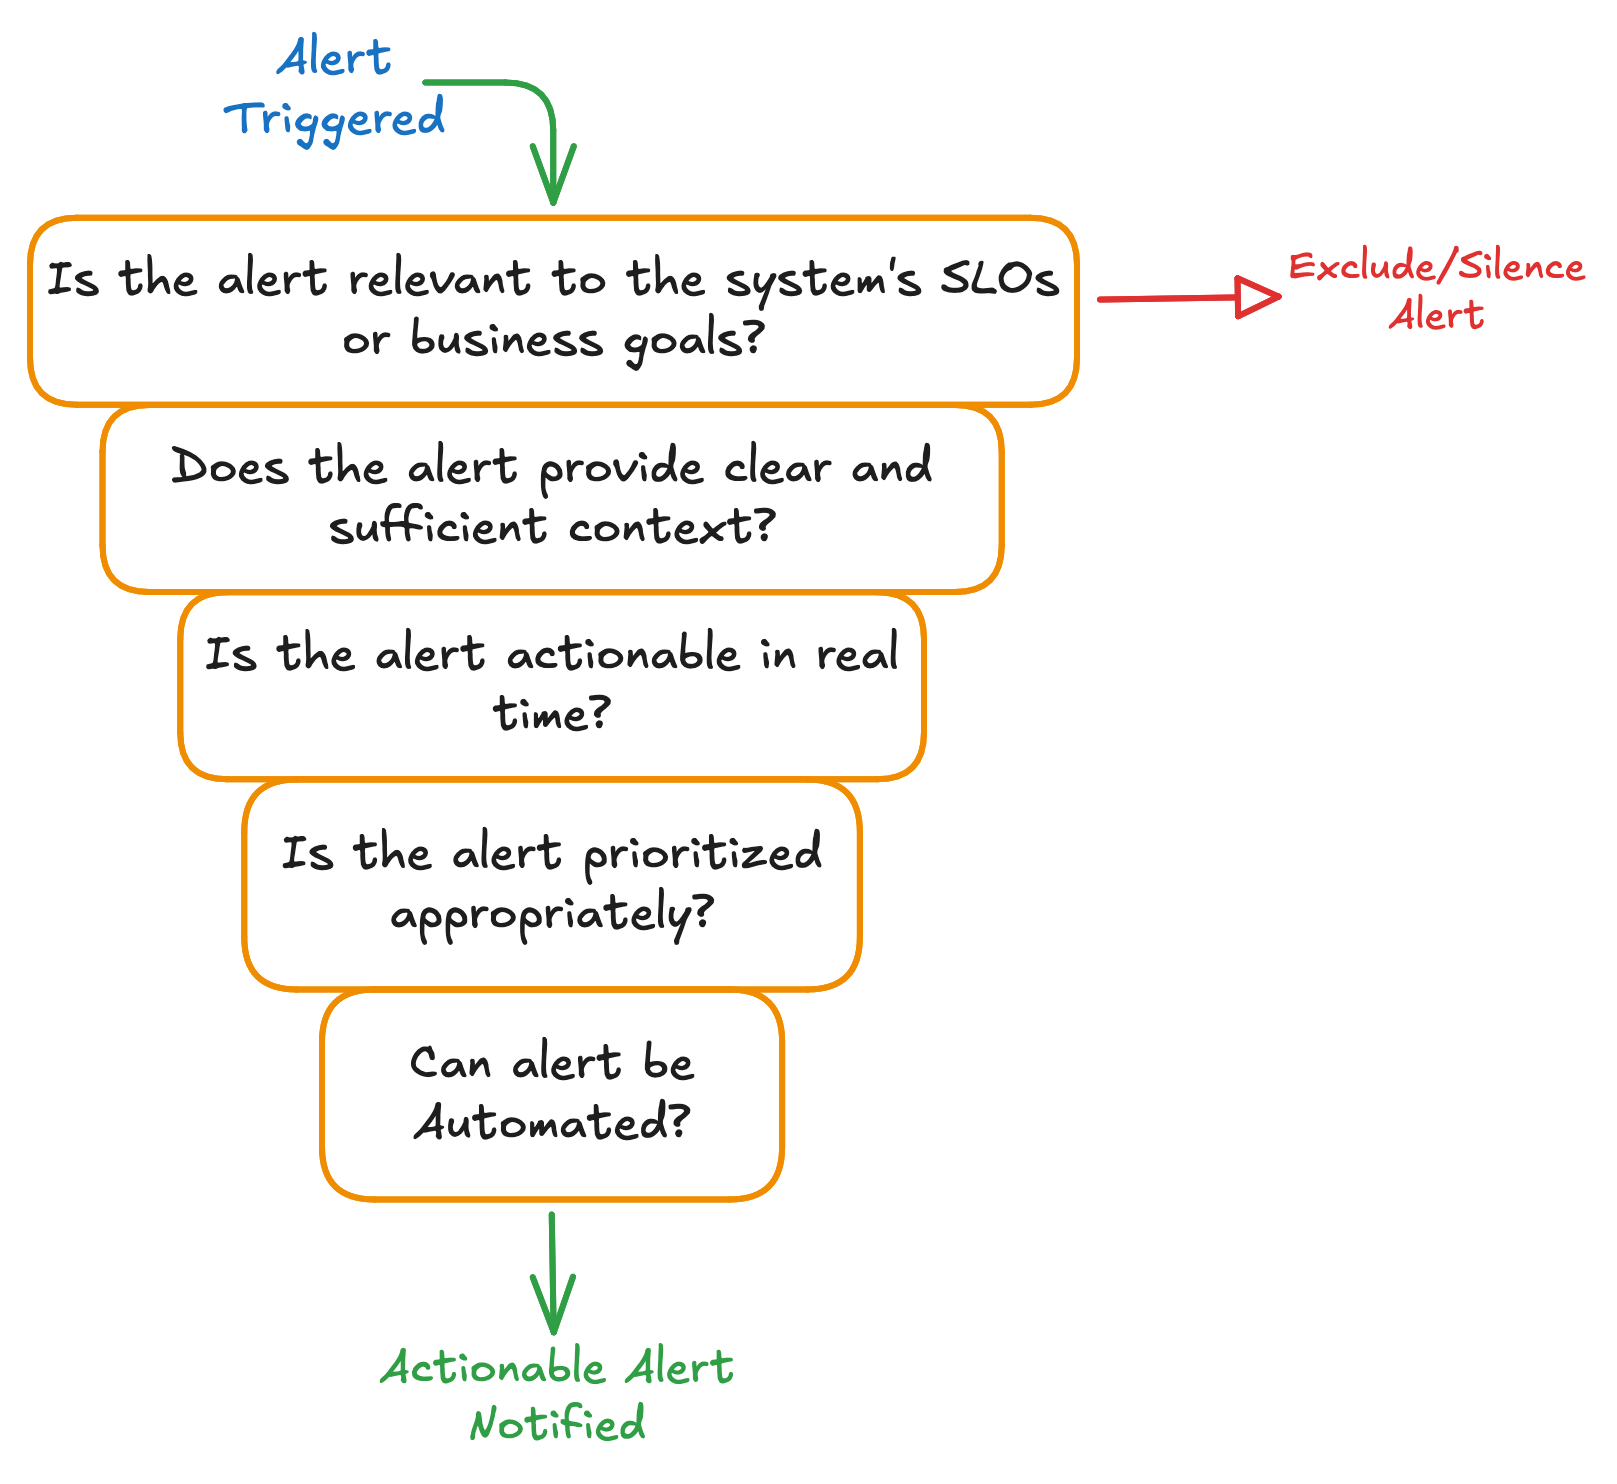 Alert
Triggered
Is the alert relevant to the system's SLOs
or business goals?
Exclude/Silence
Alert
Does the alert provide clear and
sufficient context?
Is the alert actionable in real
time?
Is the alert prioritized
appropriately?
Can alert be
Automated?
Actionable Alert
Notified